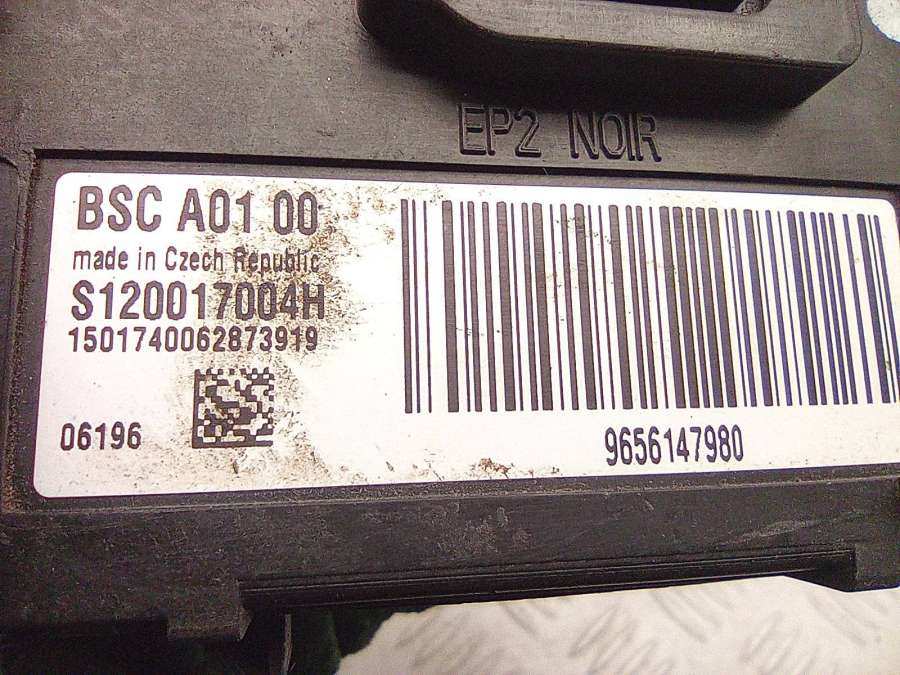 EP2 NOIR
BSC A01 00
made in Czech Republic
S120017004H
1501740062873919
06196
9656147980